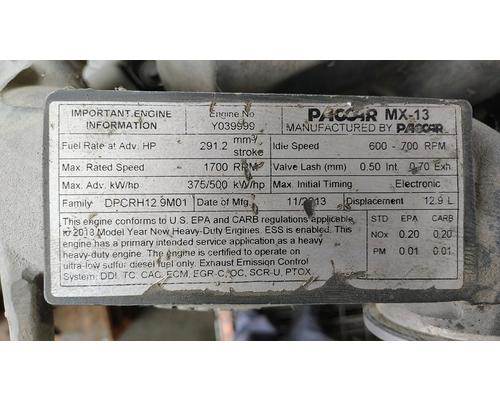 IMPORTANT ENGINE INFORMATION
Engine No
Y039999
PACCAR MX-13
MANUFACTURED BY PACCAR
Fuel Rate at Adv. HP 291.2 mm³/stroke Idle Speed 600 - 700 RPM
Max. Rated Speed 1700 RPM Valve Lash (mm) 0.50 Int 0.70 Exh
Max. Adv kW/hp 375/500 kW/hp Max. Initial Timing Electronic
Family DPCRH12.9M01 Date of Mfg. 11/2013 Displacement 12.9 L
This engine conforms to U.S. EPA and CARB regulations applicable
to 2013 Model Year New Heavy-Duty Engines. ESS is enabled. This
engine has a primary intended service application as a heavy
heavy-duty engine. The engine is certified to operate on
ultra-low sulfur diesel fuel only. Exhaust Emission Control
System: DDI, TC, CAC, ECM, EGR-C, OC, SCR-U, PTOX
STD EPA CARB
NOx 0.20 0.20
PM 0.01 0.01